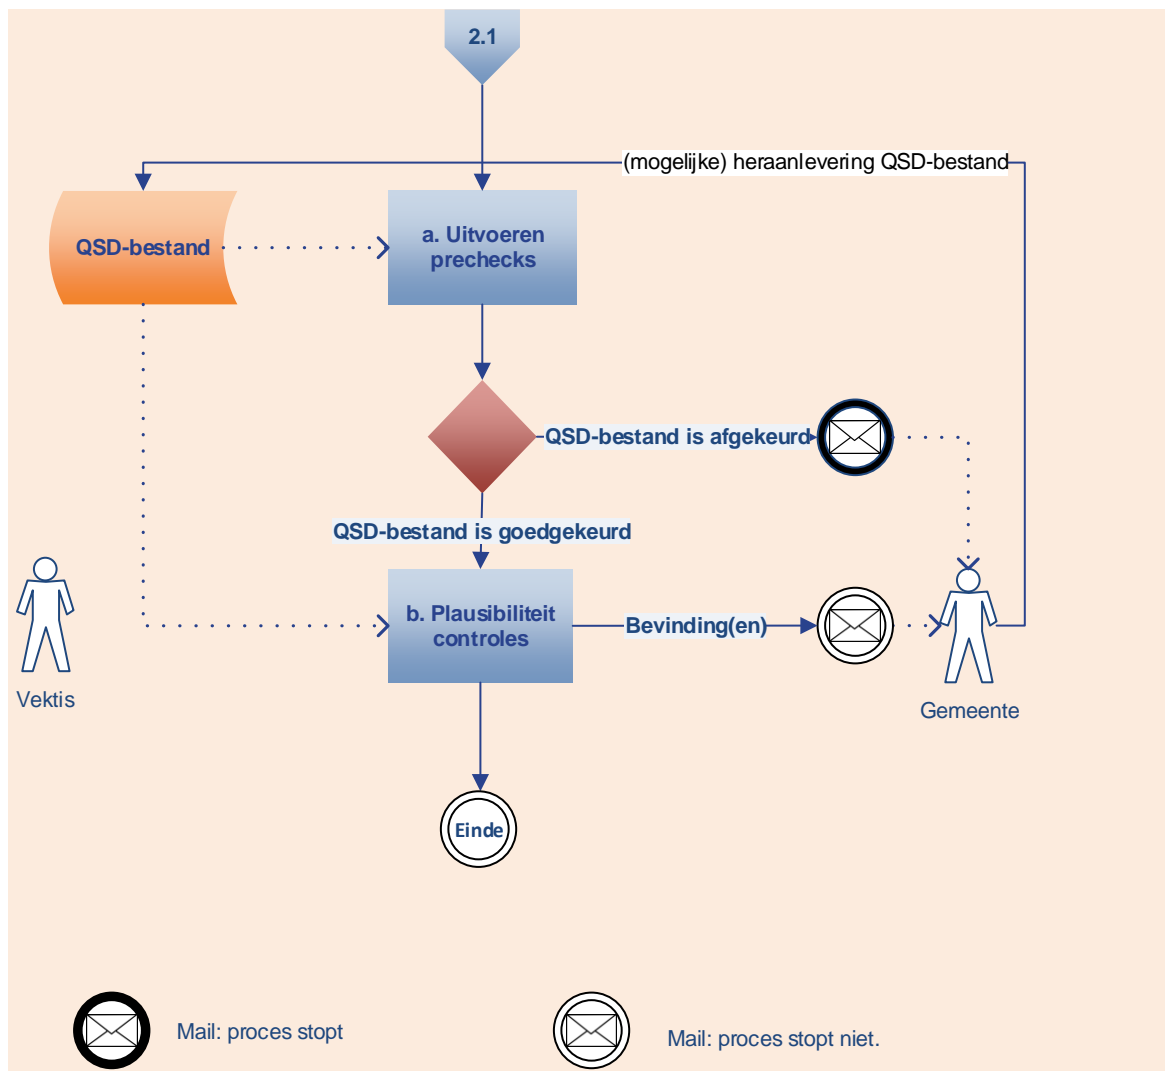 2.1
(mogelijke) heraanlevering QSD-bestand
QSD-bestand
a. Uitvoeren
prechecks
QSD-bestand is afgekeurd
QSD-bestand is goedgekeurd
b. Plausibiliteit
controles
Bevinding(en)
Vektis
Gemeente
Einde
Mail: proces stopt
Mail: proces stopt niet.